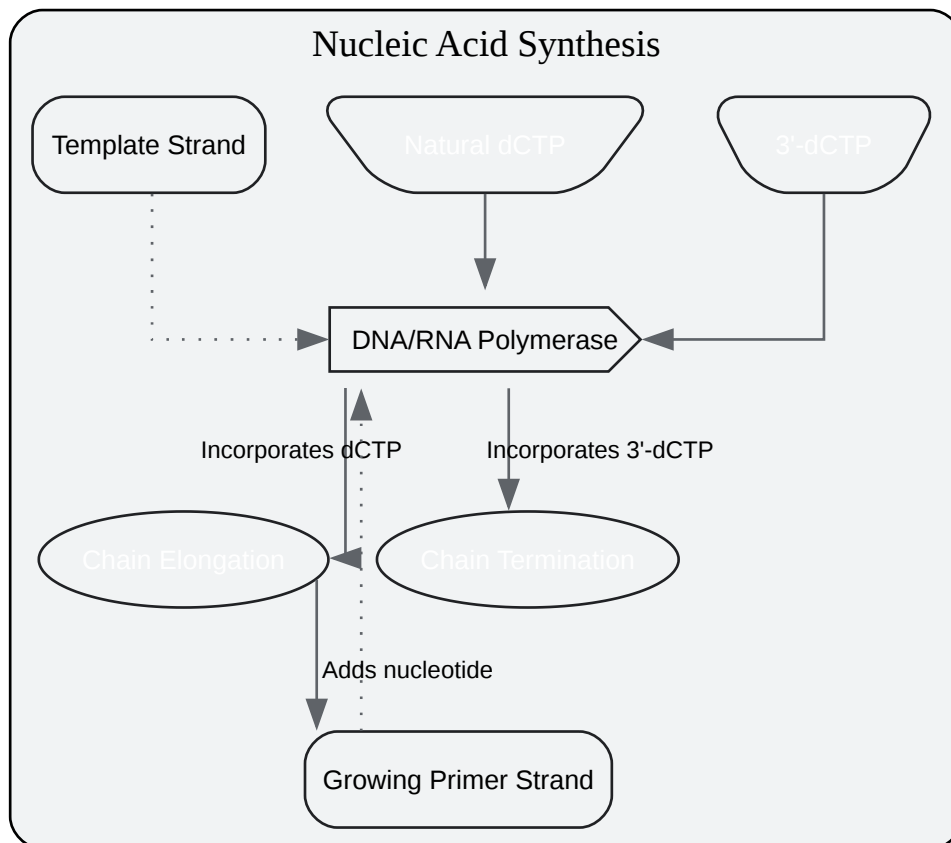 Nucleic Acid Synthesis
Template Strand
Natural dCTP
3'-dCTP
DNA/RNA Polymerase
Incorporates dCTP
Incorporates 3'-dCTP
Chain Elongation
Chain Termination
Adds nucleotide
Growing Primer Strand